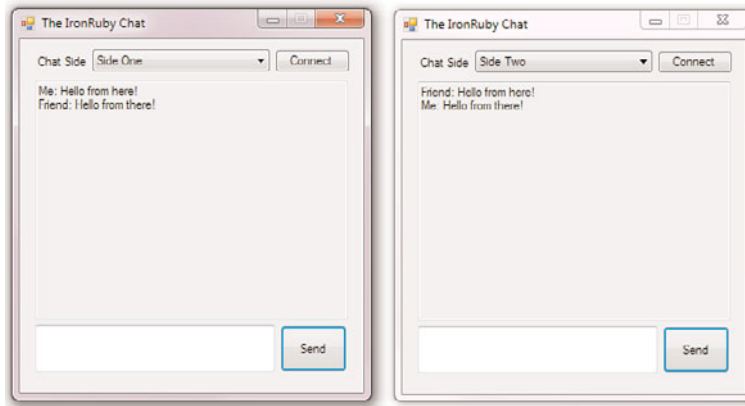 The IronRuby Chat
Chat Side Side One Connect
Me: Hello from here!
Friend: Hello from there!
Send
The IronRuby Chat
Chat Side Side Two Connect
Friend: Hello from here!
Me: Hello from there!
Send